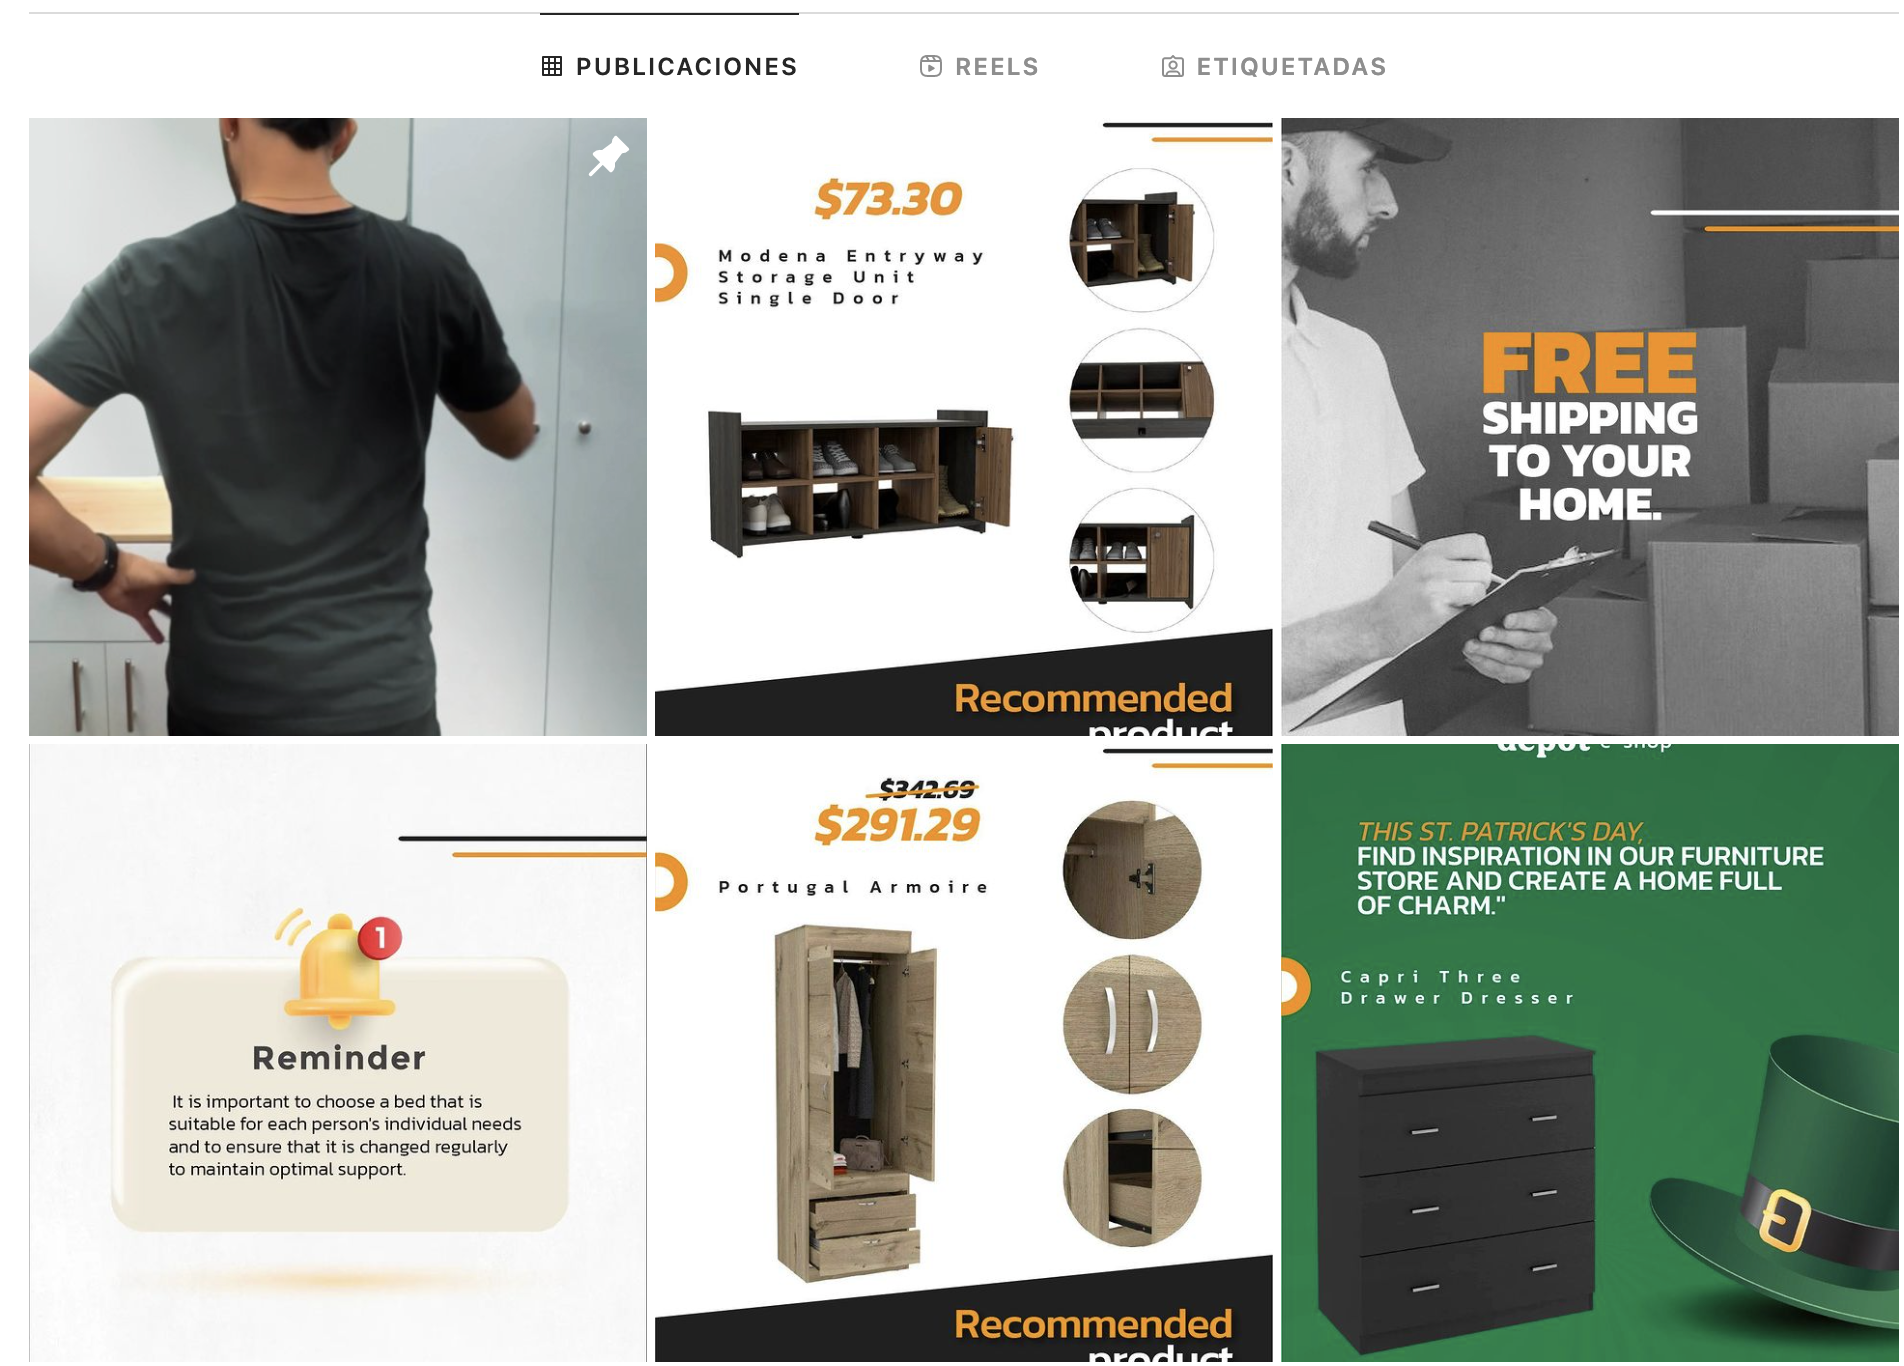 PUBLICACIONES
REELS
ETIQUETADAS
$73.30
Modena Entryway
Storage Unit
Single Door
Recommended
product
FREE
SHIPPING
TO YOUR
HOME.
1
Reminder
It is important to choose a bed that is
suitable for each person's individual needs
and to ensure that it is changed regularly
to maintain optimal support.
$342.69
$291.29
Portugal Armoire
Recommended
product
depot e-shop
THIS ST. PATRICK'S DAY,
FIND INSPIRATION IN OUR FURNITURE
STORE AND CREATE A HOME FULL
OF CHARM."
Capri Three
Drawer Dresser